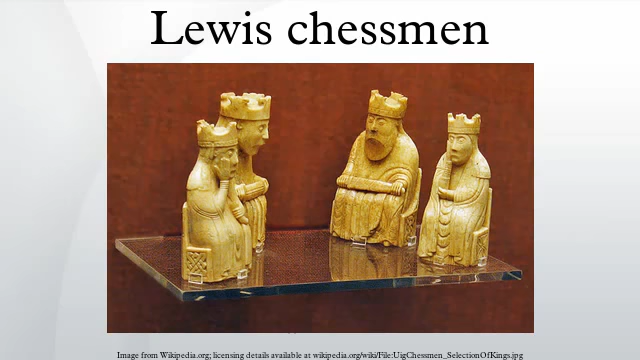 Lewis chessmen
Image from Wikipedia.org; licensing details available at wikipedia.org/wiki/File:UigChessmen_SelectionOfKings.jpg